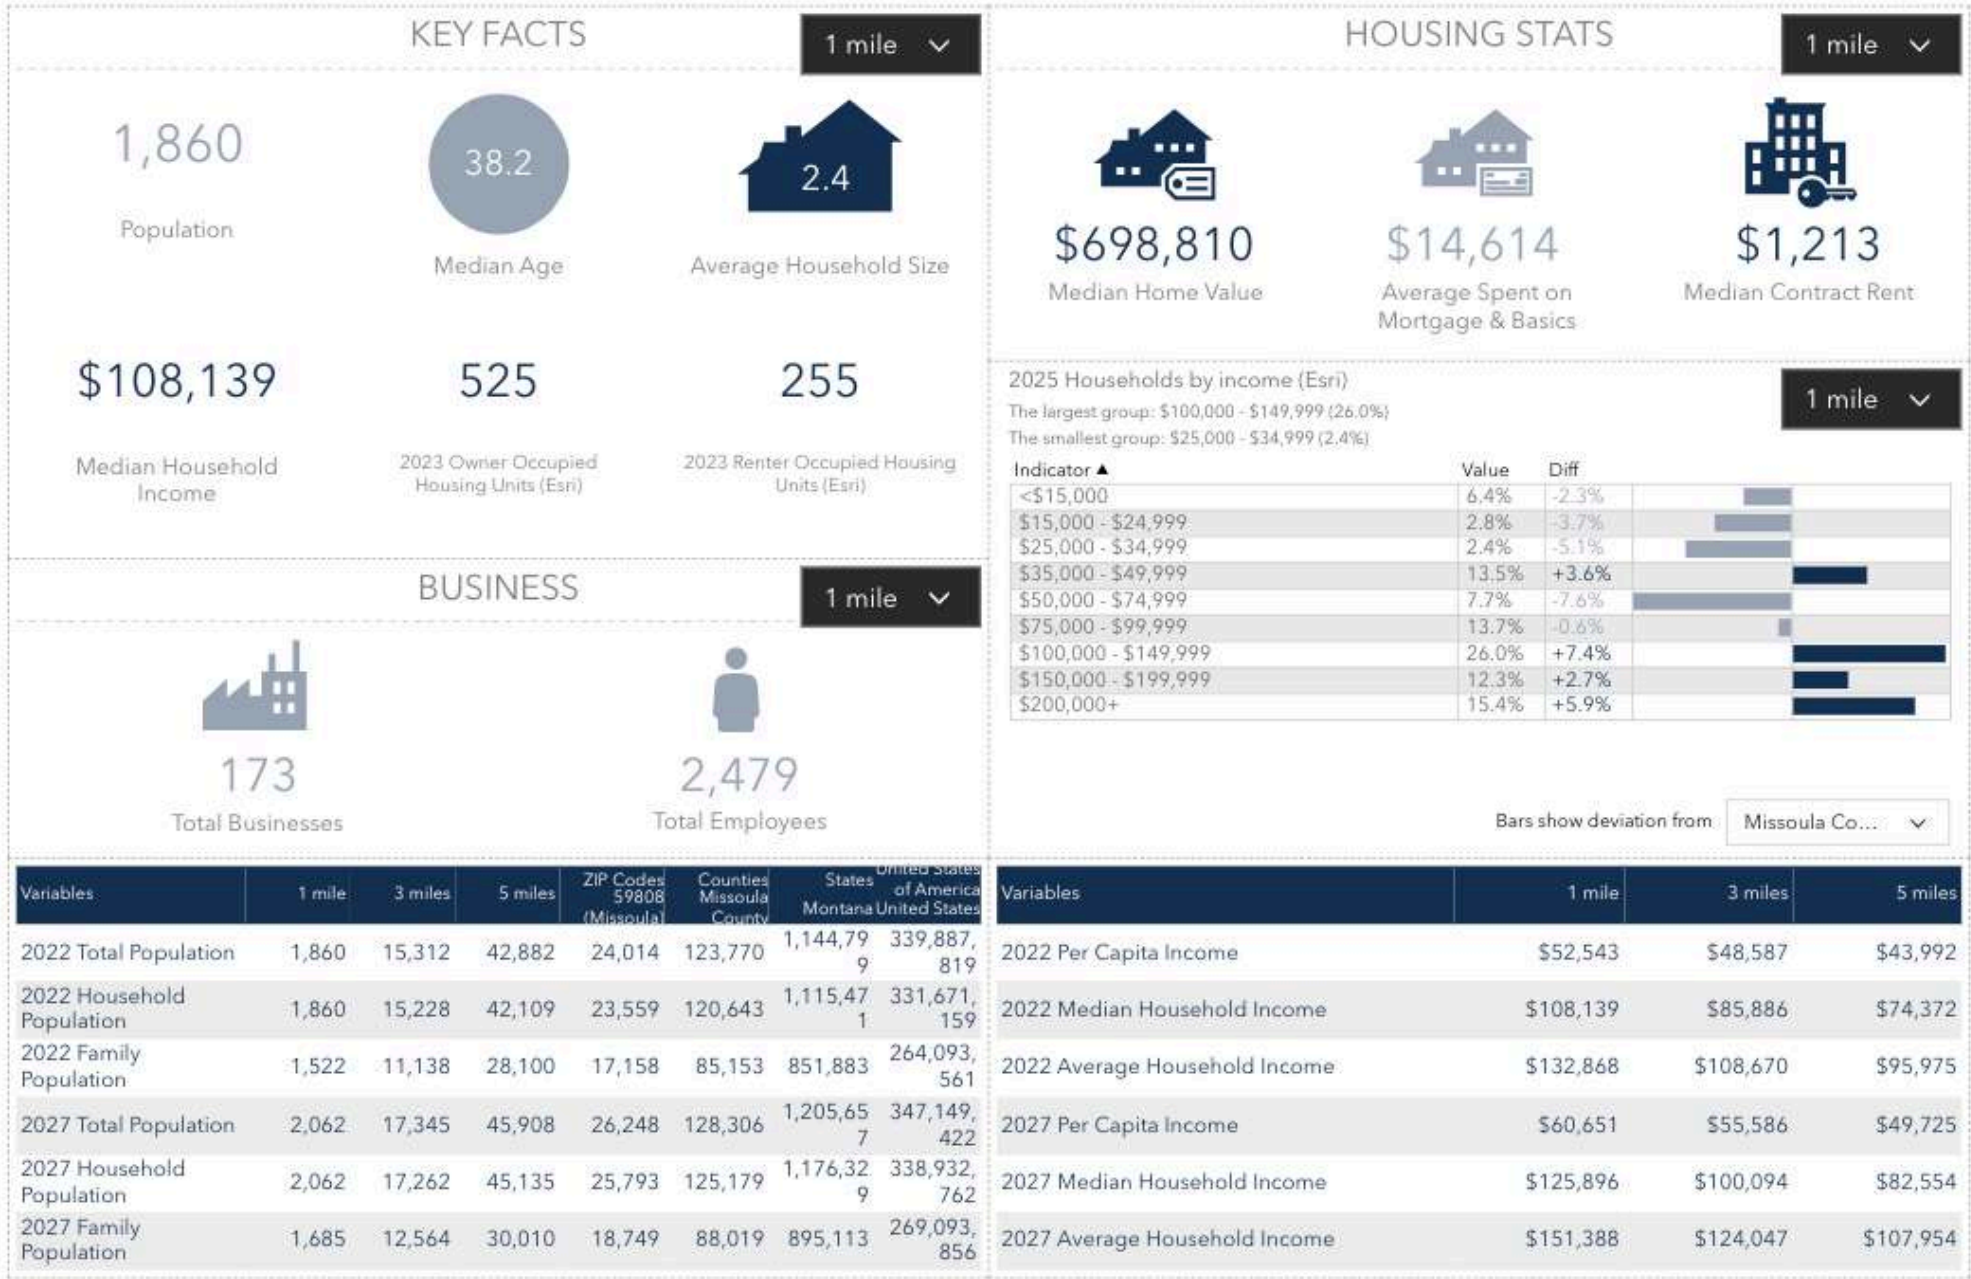 KEY FACTS
1 mile
1,860
Population
38.2
Median Age
2.4
Average Household Size
$108,139
Median Household
Income
525
2023 Owner Occupied
Housing Units (Esri)
255
2023 Renter Occupied Housing
Units (Esri)
BUSINESS
1 mile
173
Total Businesses
2,479
Total Employees
HOUSING STATS
1 mile
$698,810
Median Home Value
$14,614
Average Spent on
Mortgage & Basics
$1,213
Median Contract Rent
2025 Households by income (Esri)
The largest group: $100,000 - $149,999 (26.0%)
The smallest group: $25,000 - $34,999 (2.4%)
1 mile
Indicator ▲ Value Diff
<$15,000 6.4% -2.3%
$15,000 - $24,999 2.8% -3.7%
$25,000 - $34,999 2.4% -5.1%
$35,000 - $49,999 13.5% +3.6%
$50,000 - $74,999 7.7% -7.6%
$75,000 - $99,999 13.7% -0.6%
$100,000 - $149,999 26.0% +7.4%
$150,000 - $199,999 12.3% +2.7%
$200,000+ 15.4% +5.9%
Bars show deviation from Missoula Co...
Variables 1 mile 3 miles 5 miles ZIP Codes 59808 (Missoula) Counties Missoula County States Montana United States of America United States
2022 Total Population 1,860 15,312 42,882 24,014 123,770 1,144,799 339,887,819
2022 Household Population 1,860 15,228 42,109 23,559 120,643 1,115,471 331,671,159
2022 Family Population 1,522 11,138 28,100 17,158 85,153 851,883 264,093,561
2027 Total Population 2,062 17,345 45,908 26,248 128,306 1,205,657 347,149,422
2027 Household Population 2,062 17,262 45,135 25,793 125,179 1,176,329 338,932,762
2027 Family Population 1,685 12,564 30,010 18,749 88,019 895,113 269,093,856
Variables 1 mile 3 miles 5 miles
2022 Per Capita Income $52,543 $48,587 $43,992
2022 Median Household Income $108,139 $85,886 $74,372
2022 Average Household Income $132,868 $108,670 $95,975
2027 Per Capita Income $60,651 $55,586 $49,725
2027 Median Household Income $125,896 $100,094 $82,554
2027 Average Household Income $151,388 $124,047 $107,954